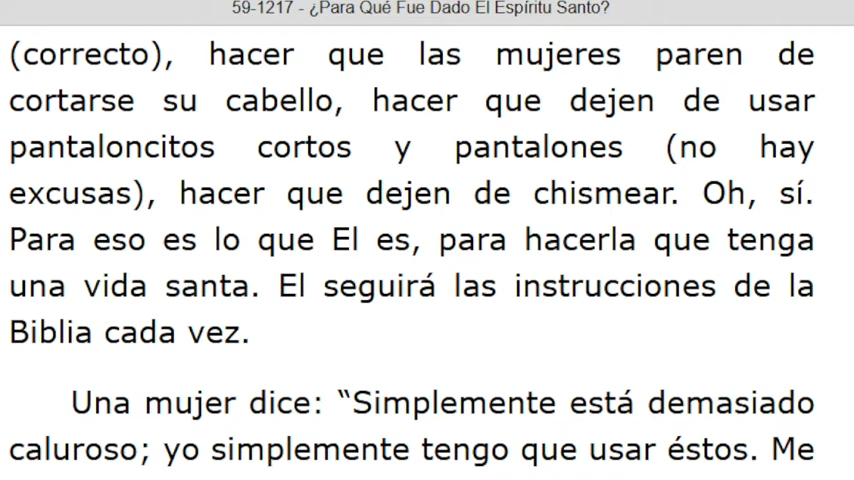 59-1217 - ¿Para Qué Fue Dado El Espíritu Santo?
(correcto), hacer que las mujeres paren de
cortarse su cabello, hacer que dejen de usar
pantaloncitos cortos y pantalones (no hay
excusas), hacer que dejen de chismear. Oh, sí.
Para eso es lo que El es, para hacerla que tenga
una vida santa. El seguirá las instrucciones de la
Biblia cada vez.
Una mujer dice: “Simplemente está demasiado
caluroso; yo simplemente tengo que usar éstos. Me